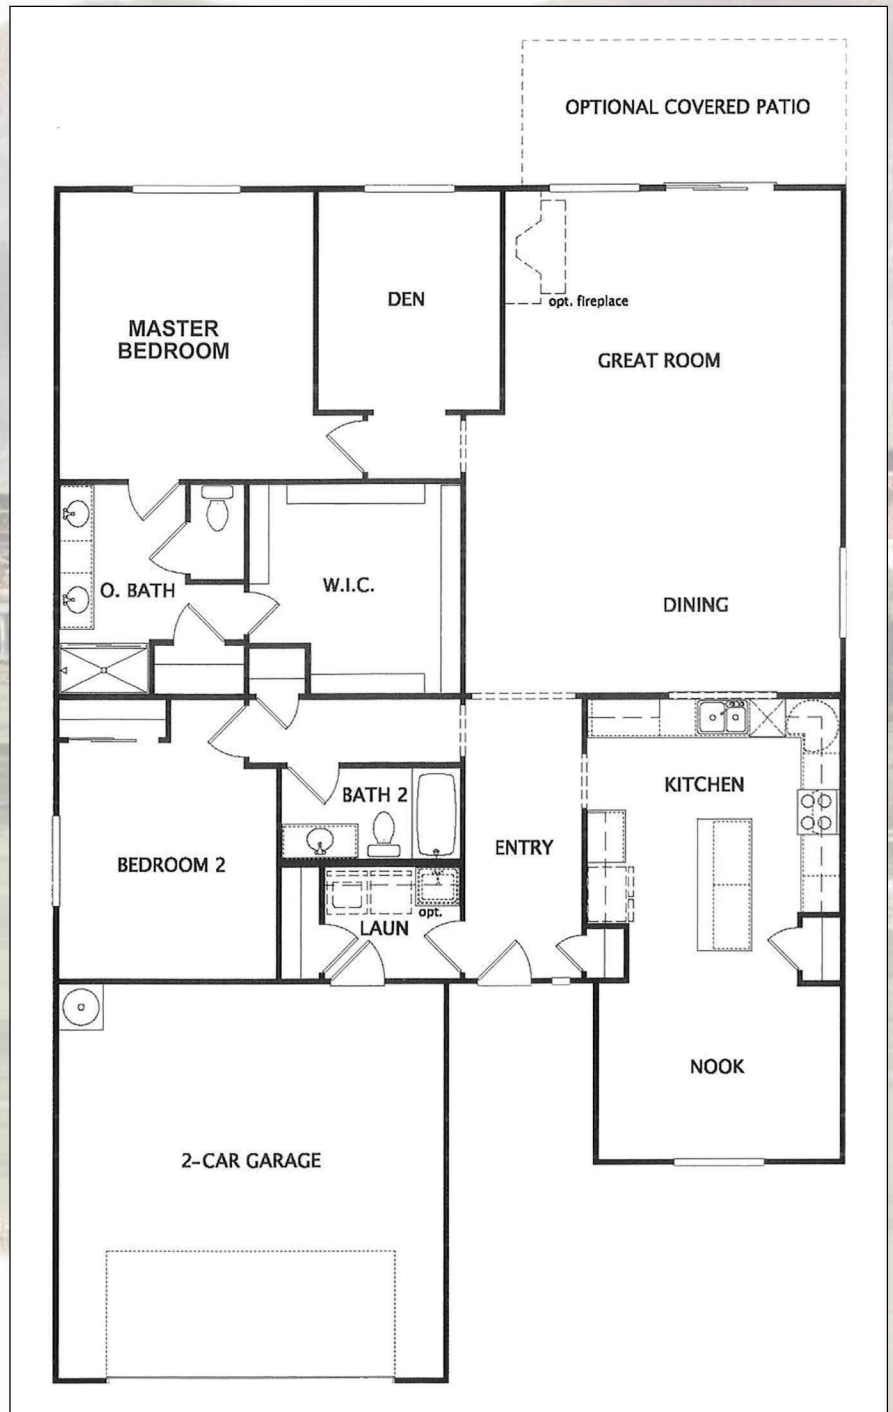 OPTIONAL COVERED PATIO
DEN
opt. fireplace
MASTER
BEDROOM
GREAT ROOM
O. BATH
W.I.C.
DINING
KITCHEN
BATH 2
ENTRY
BEDROOM 2
opt.
LAUN
NOOK
2-CAR GARAGE